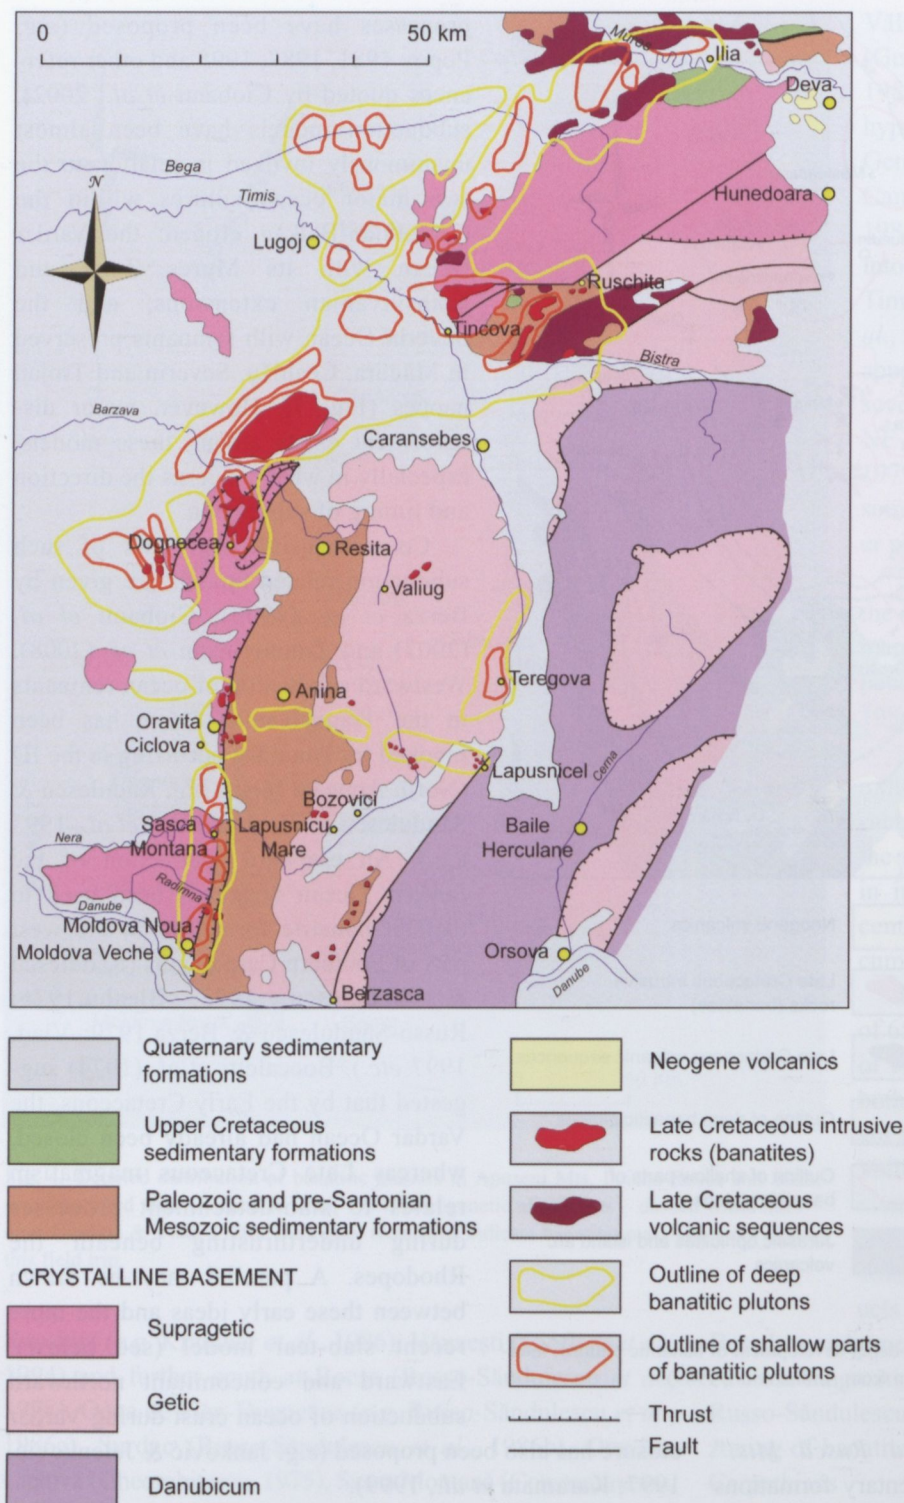 0 50 km
Mures
Ilia
Deva
Bega
N
Timis
Hunedoara
Lugoj
Ruschita
Tincova
Bistra
Barzava
Caransebes
Dognecea
Resita
Valiug
Teregova
Anina
Oravita
Ciclova
Lapusnicel
Cerna
Bozovici
Sasca
Montana
Lapusnicu
Mare
Baile
Herculane
Nera
Radimna
Danube
Moldova Noua
Moldova Veche
Orsova
Danube
Berzasca
Quaternary sedimentary
formations
Upper Cretaceous
sedimentary formations
Paleozoic and pre-Santonian
Mesozoic sedimentary formations
CRYSTALLINE BASEMENT
Supragetic
Getic
Danubicum
Neogene volcanics
Late Cretaceous intrusive
rocks (banatites)
Late Cretaceous
volcanic sequences
Outline of deep
banatitic plutons
Outline of shallow parts
of banatitic plutons
Thrust
Fault